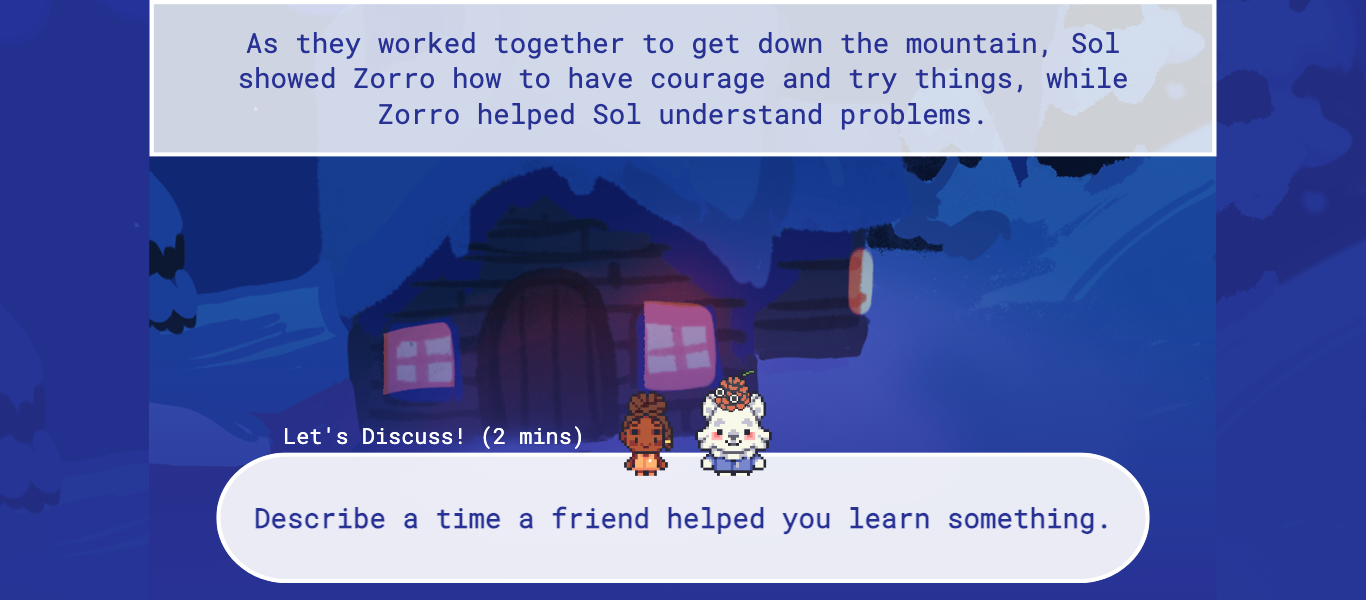 As they worked together to get down the mountain, Sol
showed Zorro how to have courage and try things, while
Zorro helped Sol understand problems.
Let's Discuss! (2 mins)
Describe a time a friend helped you learn something.